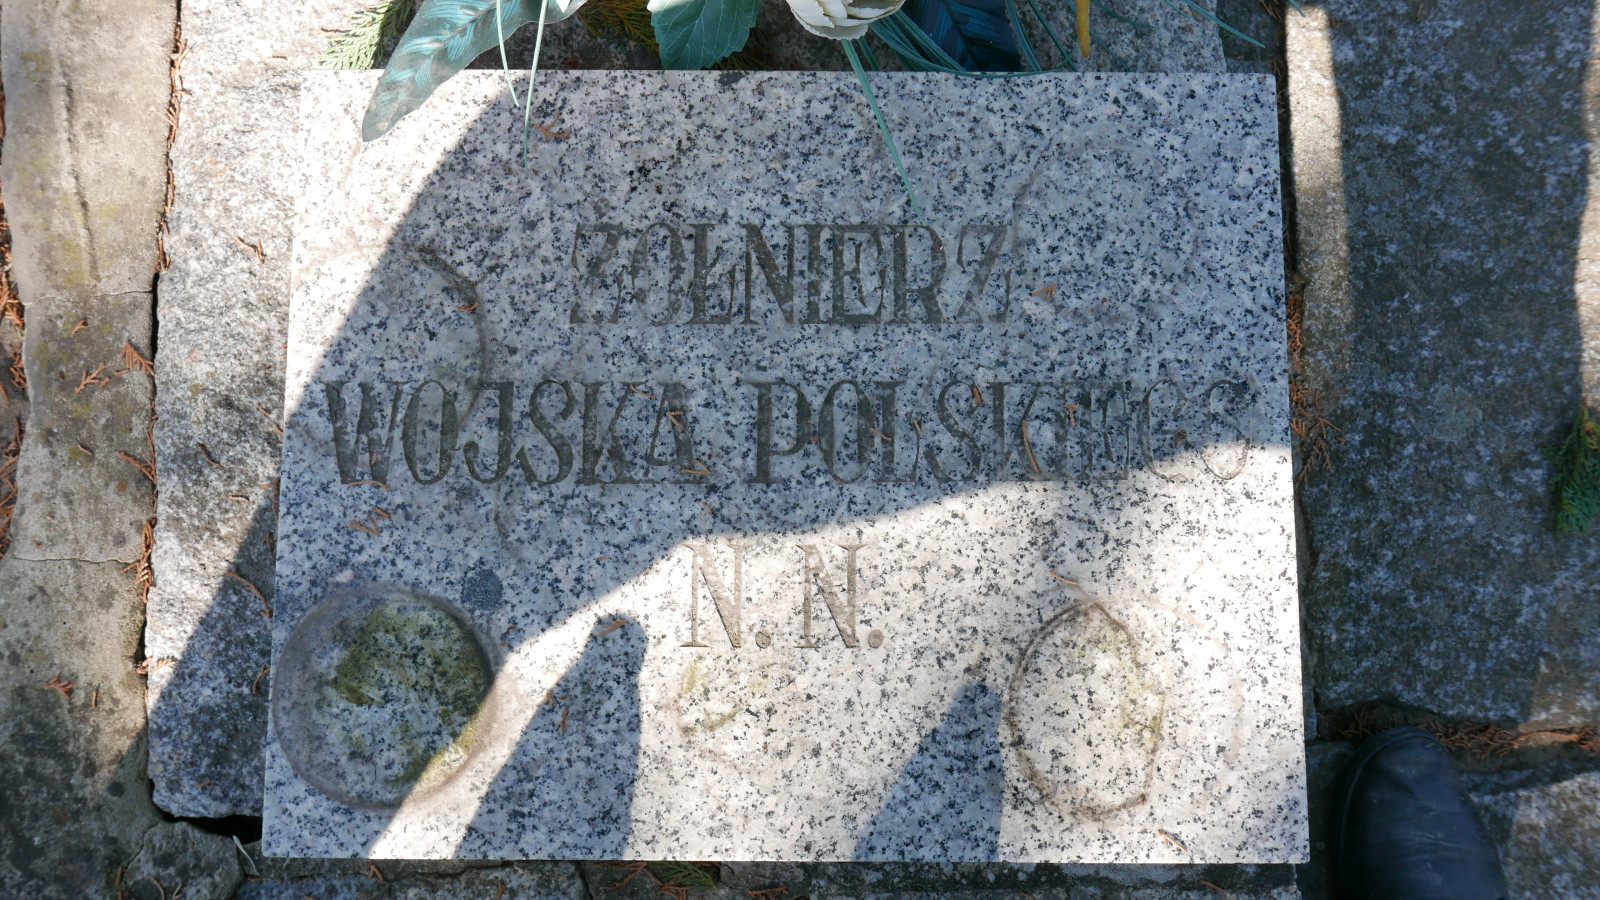 ŻOŁNIERZ
WOJSKA POLSKIEGO
N. N.